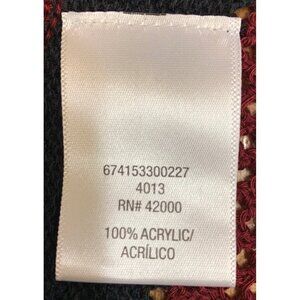 674153300227
4013
RN# 42000
100% ACRYLIC/
ACRÍLICO